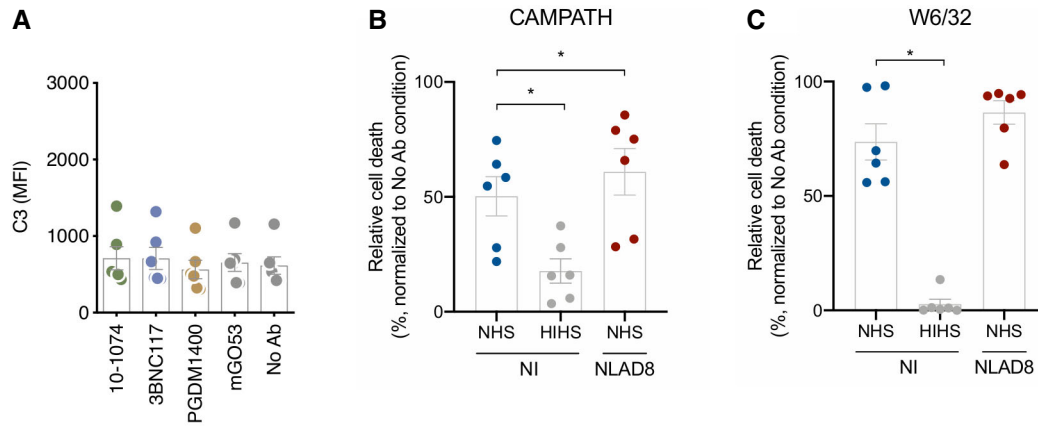 A
C3 (MFI)
3000
2000
1000
0
10-1074
3BNC117
PGDM1400
mGO53
No Ab
B
CAMPATH
Relative cell death
(%, normalized to No Ab condition)
100
50
0
*
*
NHS HIHS NHS
NI NLAD8
C
W6/32
Relative cell death
(%, normalized to No Ab condition)
100
50
0
*
NHS HIHS NHS
NI NLAD8